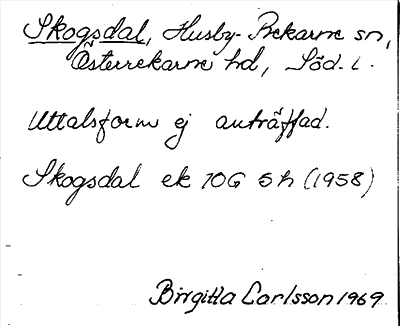 Skogsdal, Husby-Rekarne sn,
Österrekarne hd, Söd. l.
Uttalsform ej anträffad.
Skogsdal ek 10G 5h (1958)
Birgitta Carlsson 1969.